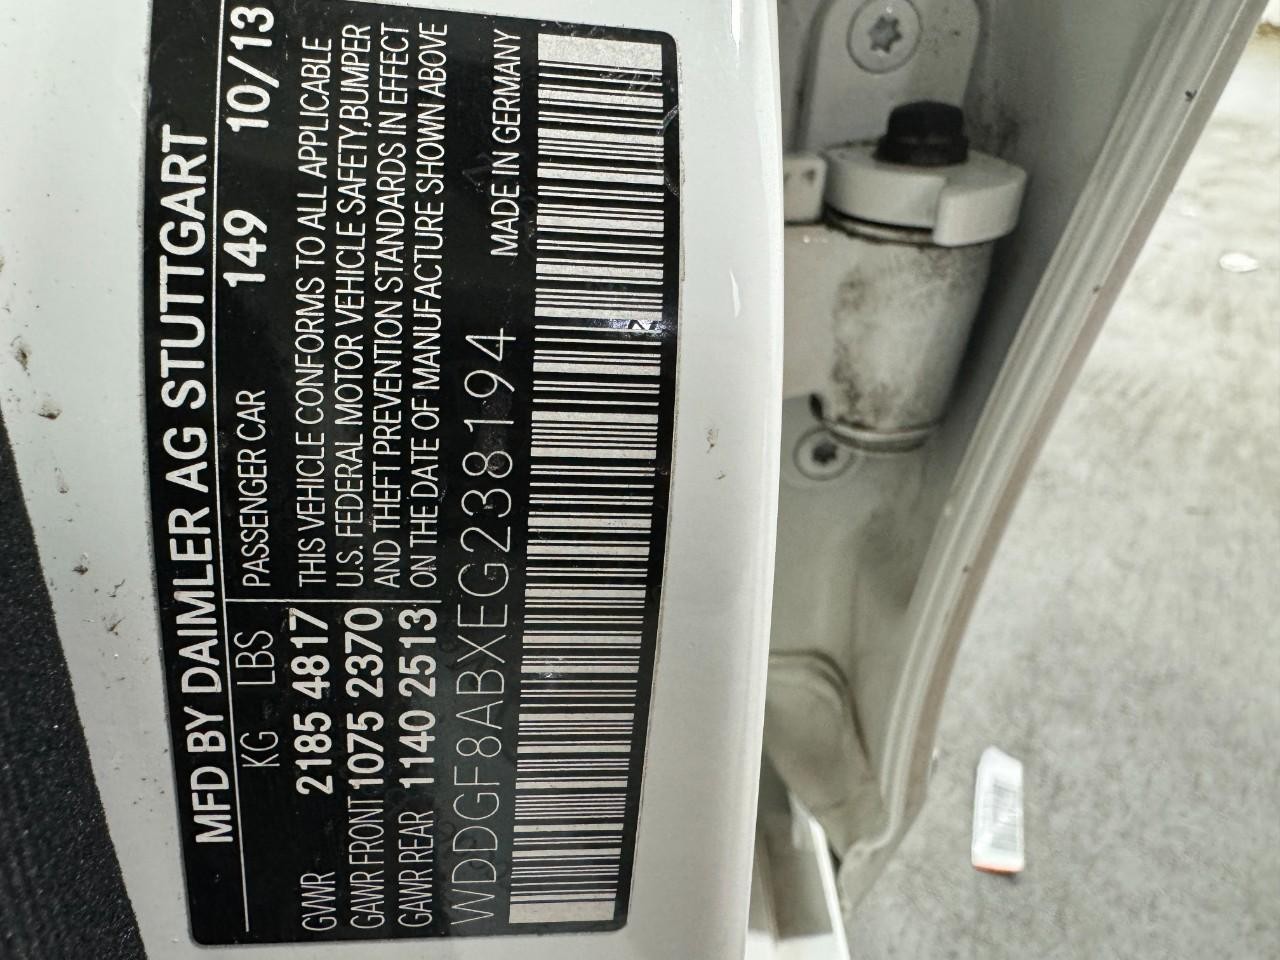 MFD BY DAIMLER AG STUTTGART
KG LBS PASSENGER CAR 149 10/13
GWR 2185 4817
GAWR FRONT 1075 2370
GAWR REAR 1140 2513
THIS VEHICLE CONFORMS TO ALL APPLICABLE
U.S. FEDERAL MOTOR VEHICLE SAFETY,BUMPER
AND THEFT PREVENTION STANDARDS IN EFFECT
ON THE DATE OF MANUFACTURE SHOWN ABOVE
WDDGF8ABXEG238194 MADE IN GERMANY